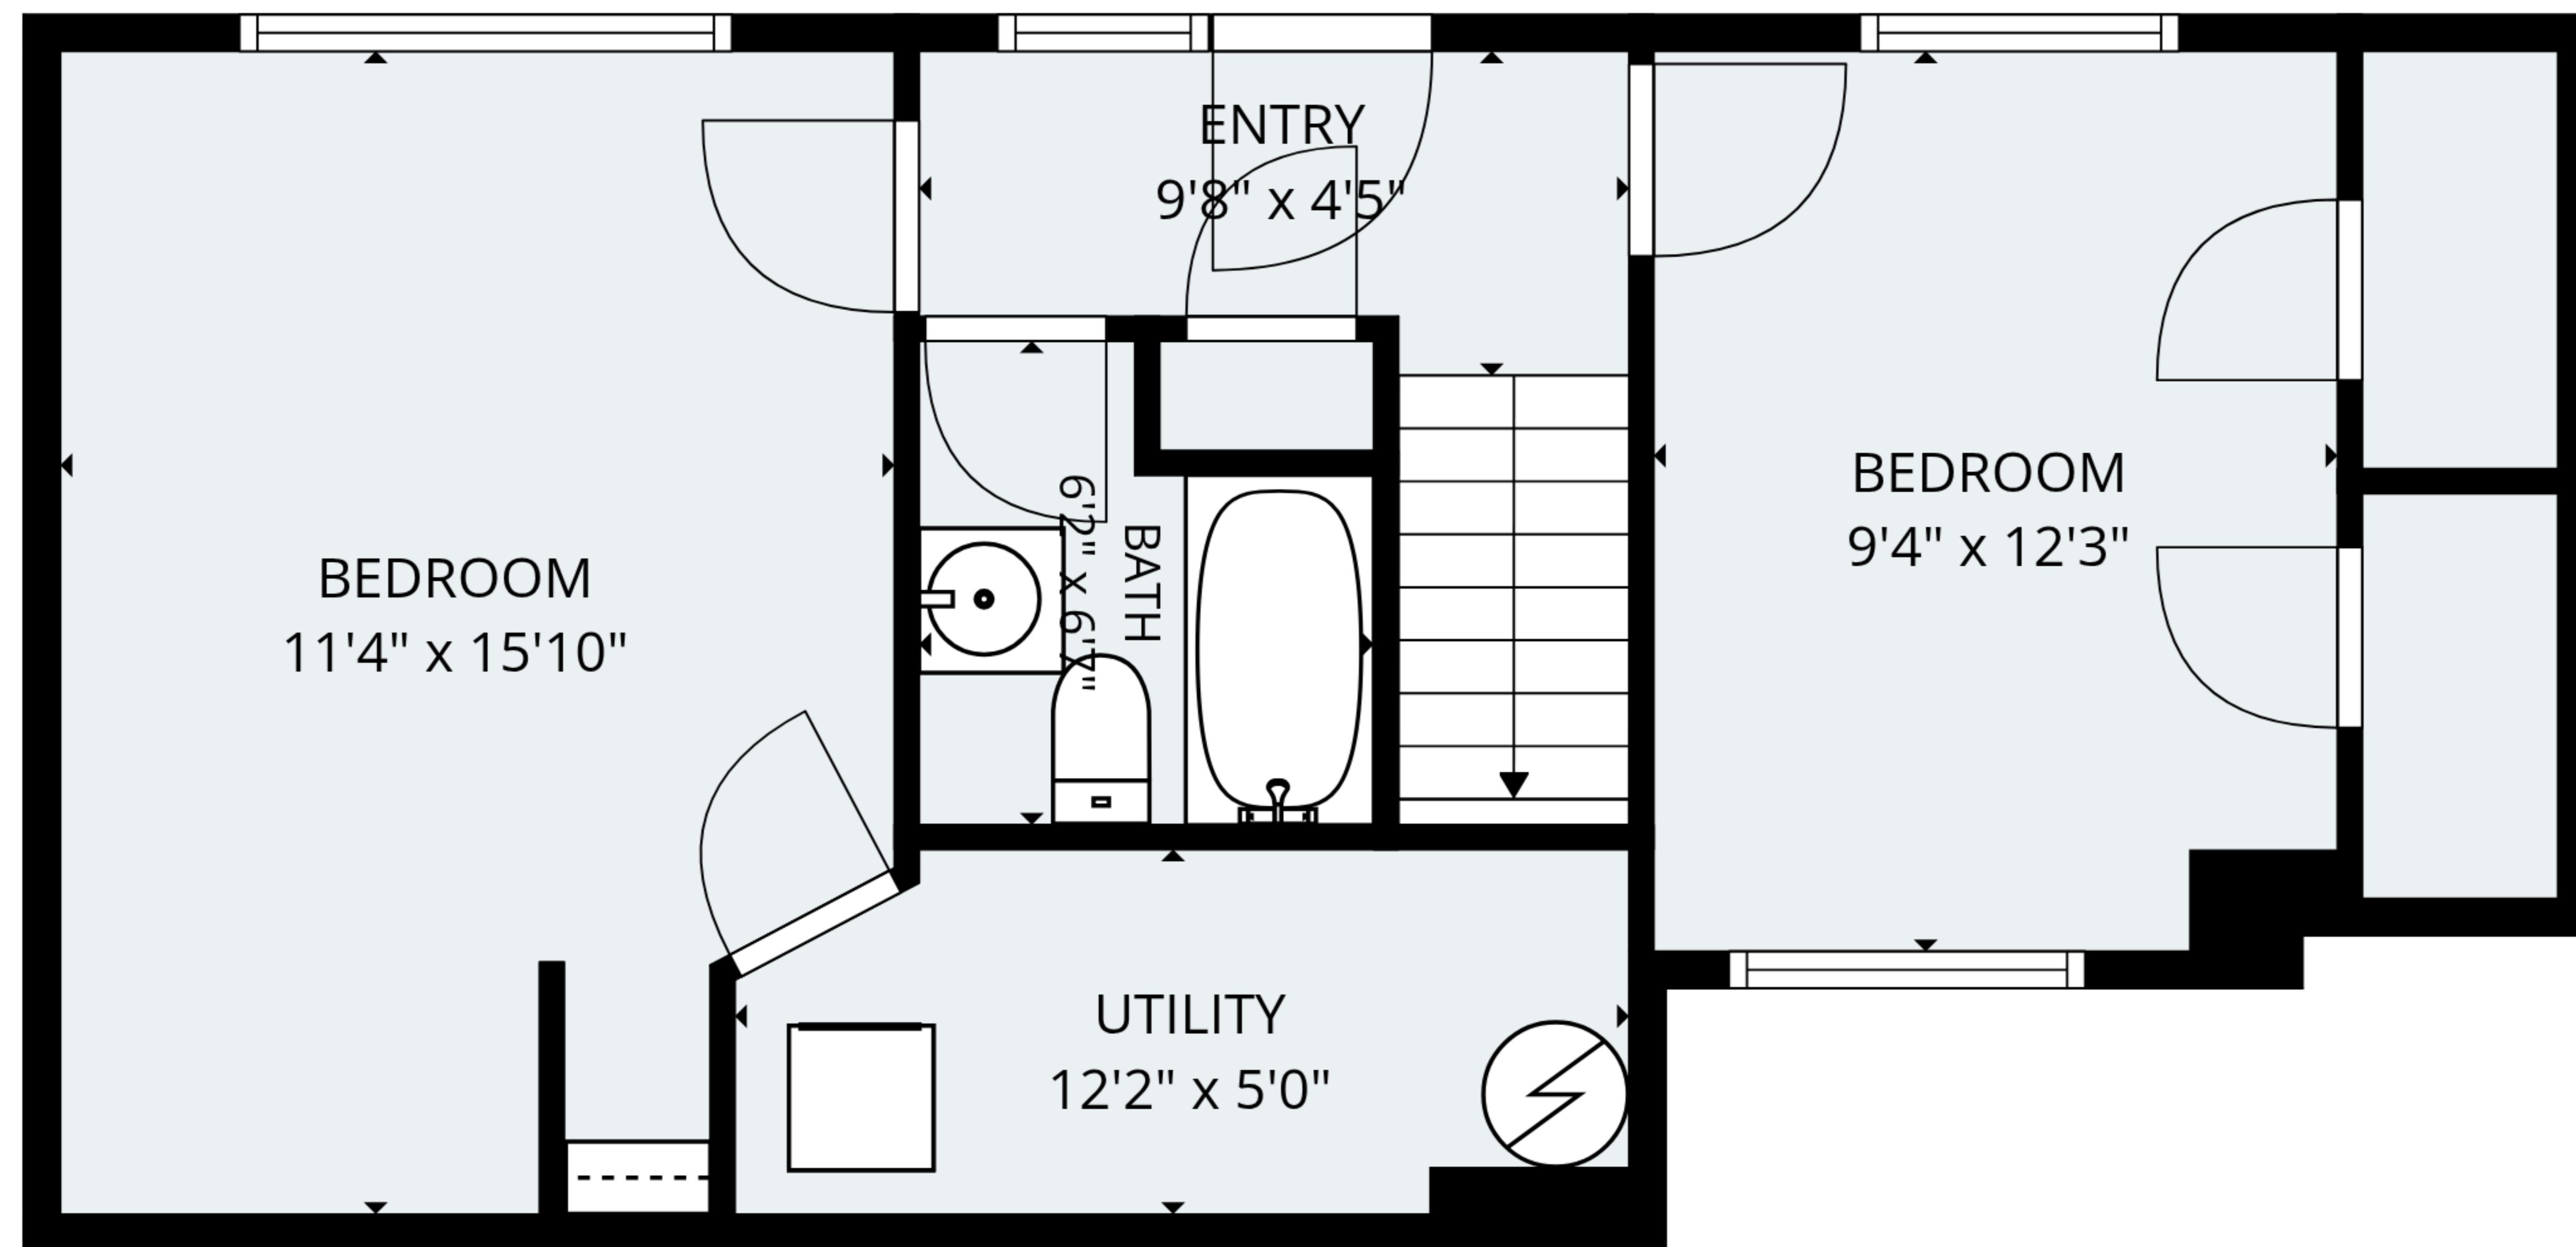 ENTRY
9'8" x 4'5"
BEDROOM
11'4" x 15'10"
BATH
6'2" x 6'7"
BEDROOM
9'4" x 12'3"
UTILITY
12'2" x 5'0"